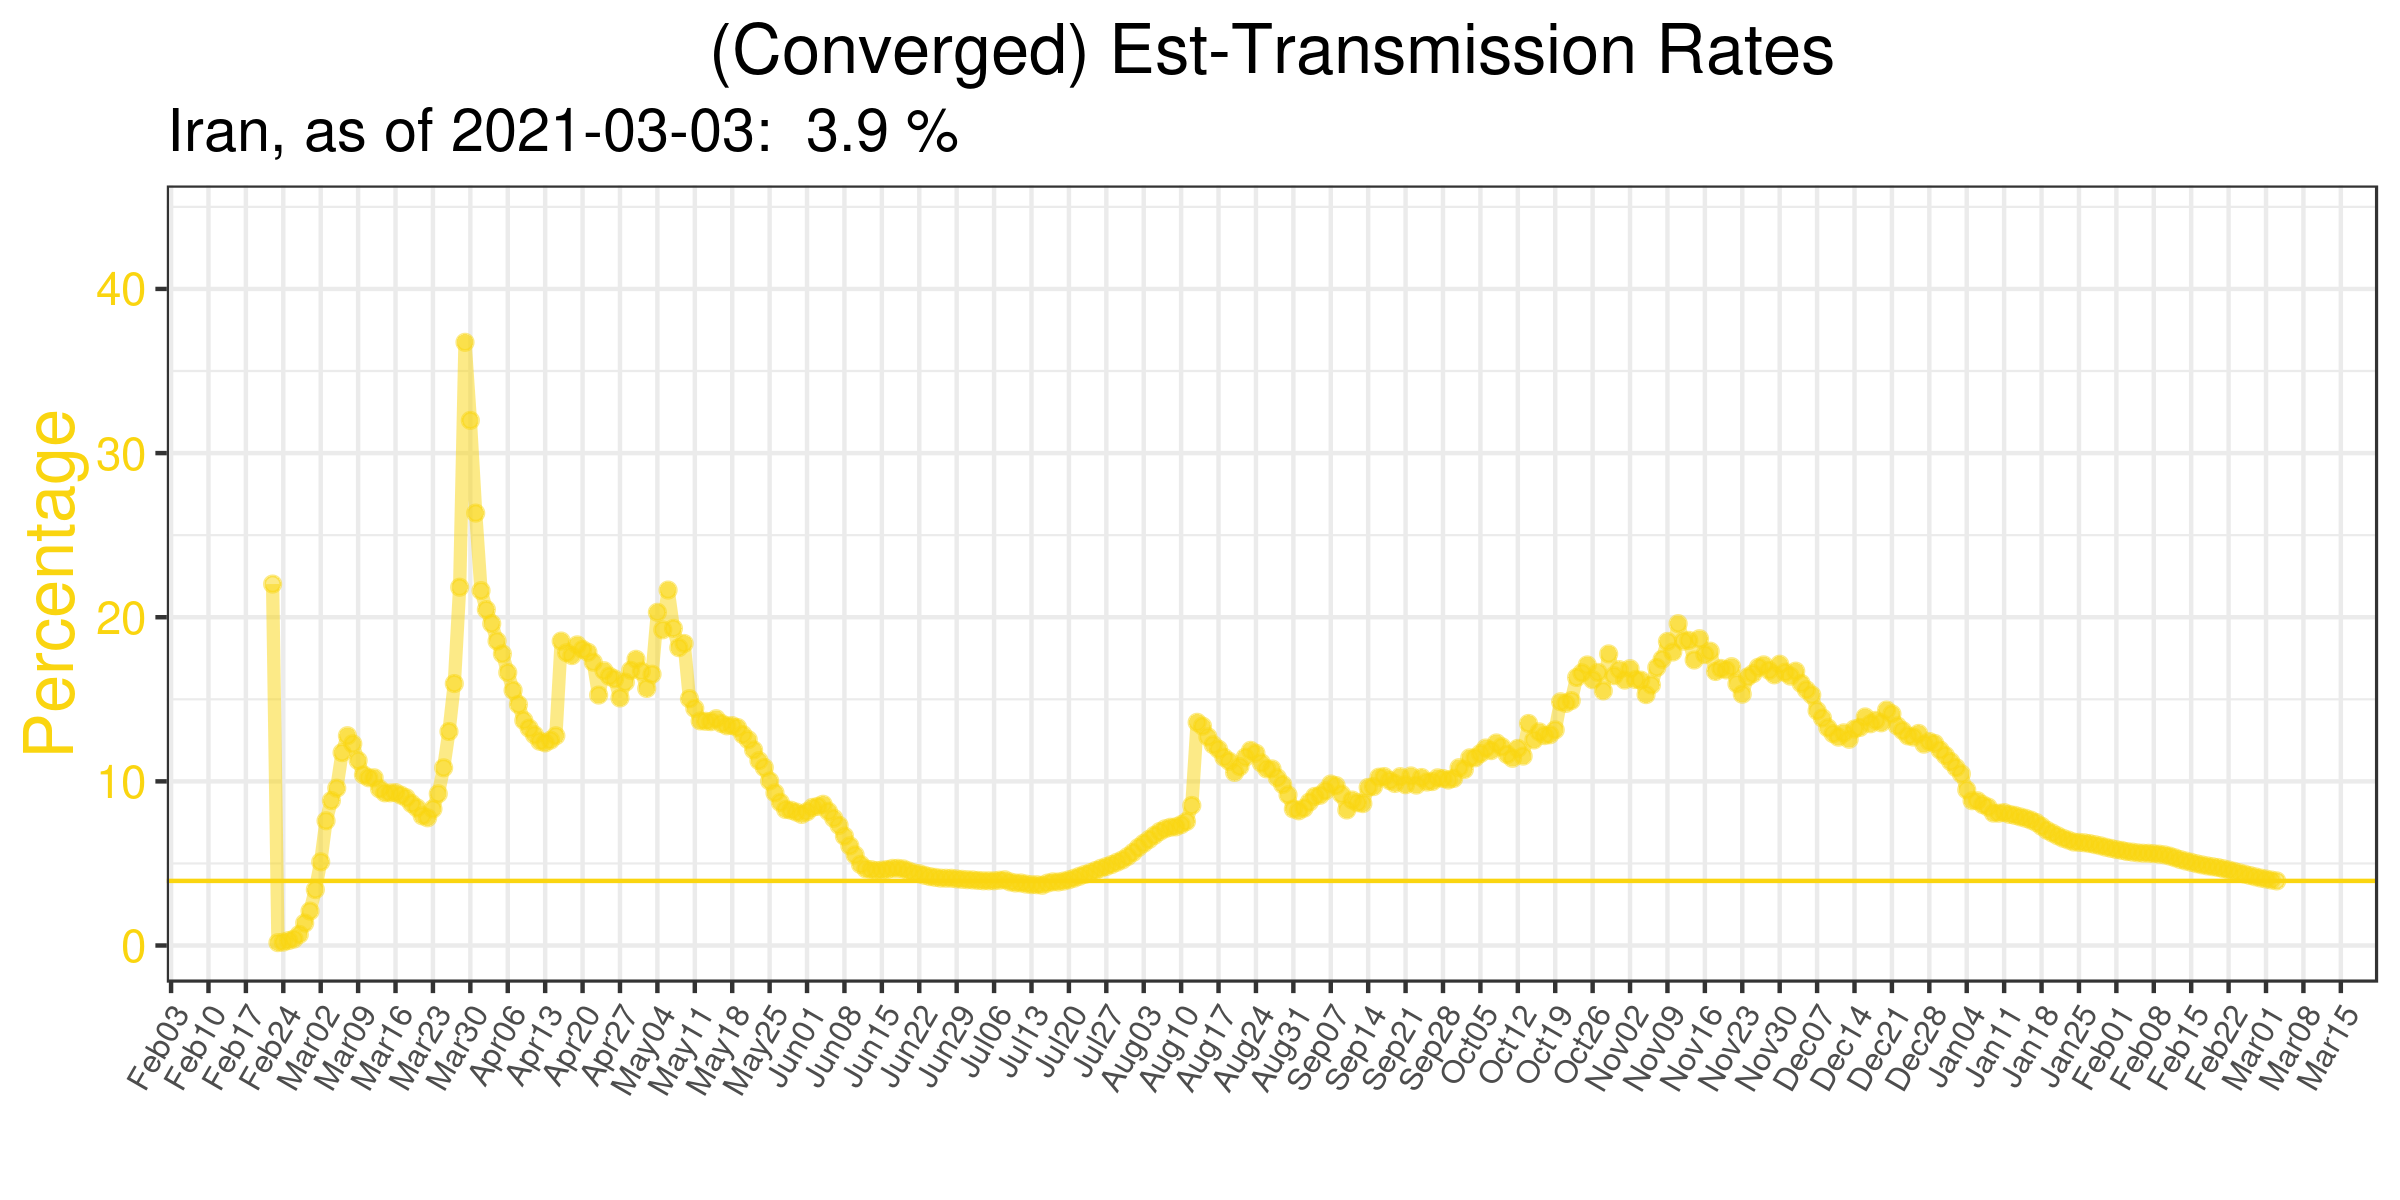 (Converged) Est-Transmission Rates
Iran, as of 2021-03-03:  3.9 %
Percentage
40
30
20
10
0
Feb03
Feb10
Feb17
Feb24
Mar02
Mar09
Mar16
Mar23
Mar30
Apr06
Apr13
Apr20
Apr27
May04
May11
May18
May25
Jun01
Jun08
Jun15
Jun22
Jun29
Jul06
Jul13
Jul20
Jul27
Aug03
Aug10
Aug17
Aug24
Aug31
Sep07
Sep14
Sep21
Sep28
Oct05
Oct12
Oct19
Oct26
Nov02
Nov09
Nov16
Nov23
Nov30
Dec07
Dec14
Dec21
Dec28
Jan04
Jan11
Jan18
Jan25
Feb01
Feb08
Feb15
Feb22
Mar01
Mar08
Mar15